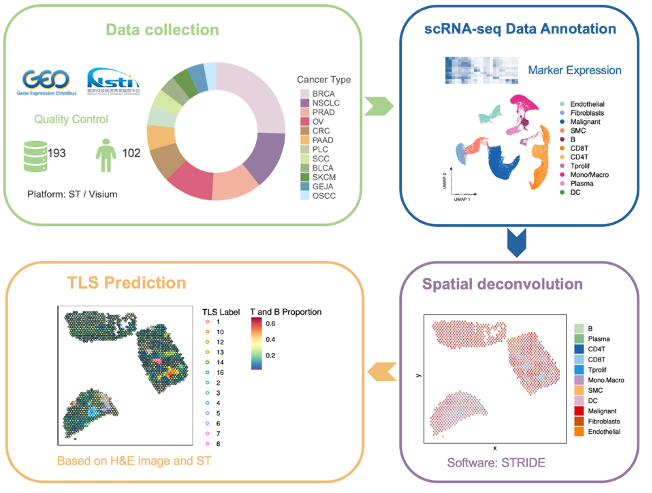 Data collection
GEO
Gene Expression Omnibus
Nsti
Quality Control
193
102
Platform: ST / Visium
Cancer Type
BRCA
NSCLC
PRAD
OV
CRC
PAAD
PLC
SCC
BLCA
SKCM
GEJA
OSCC
scRNA-seq Data Annotation
Marker Expression
Endothelial
Fibroblasts
Malignant
SMC
B
CD8T
CD4T
Tprolif
Mono/Macro
Plasma
DC
UMAP 2
UMAP 1
TLS Prediction
TLS Label
1
10
12
13
14
16
2
3
4
5
6
7
8
T and B Proportion
0.6
0.4
0.2
Based on H&E image and ST
Spatial deconvolution
y
x
B
Plasma
CD4T
CD8T
Tprolif
Mono.Macro
SMC
DC
Malignant
Fibroblasts
Endothelial
Software: STRIDE